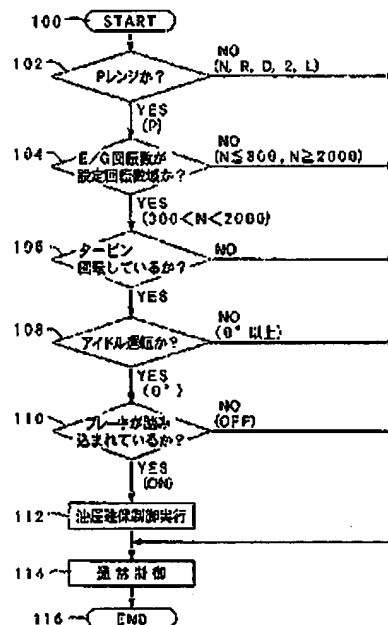 100 START
102 Pレンジか?
NO
(N, R, D, 2, L)
YES
(P)
104 E/G回転数が
設定回転数域か?
NO
(N≦300, N≧2000)
YES
(300<N<2000)
106 タービン
回転しているか?
NO
YES
108 アイドル運転か?
NO
(0°以上)
YES
(0°)
110 ブレーキが踏み
込まれているか?
NO
(OFF)
YES
(ON)
112 油圧確保制御実行
114 通常制御
116 END